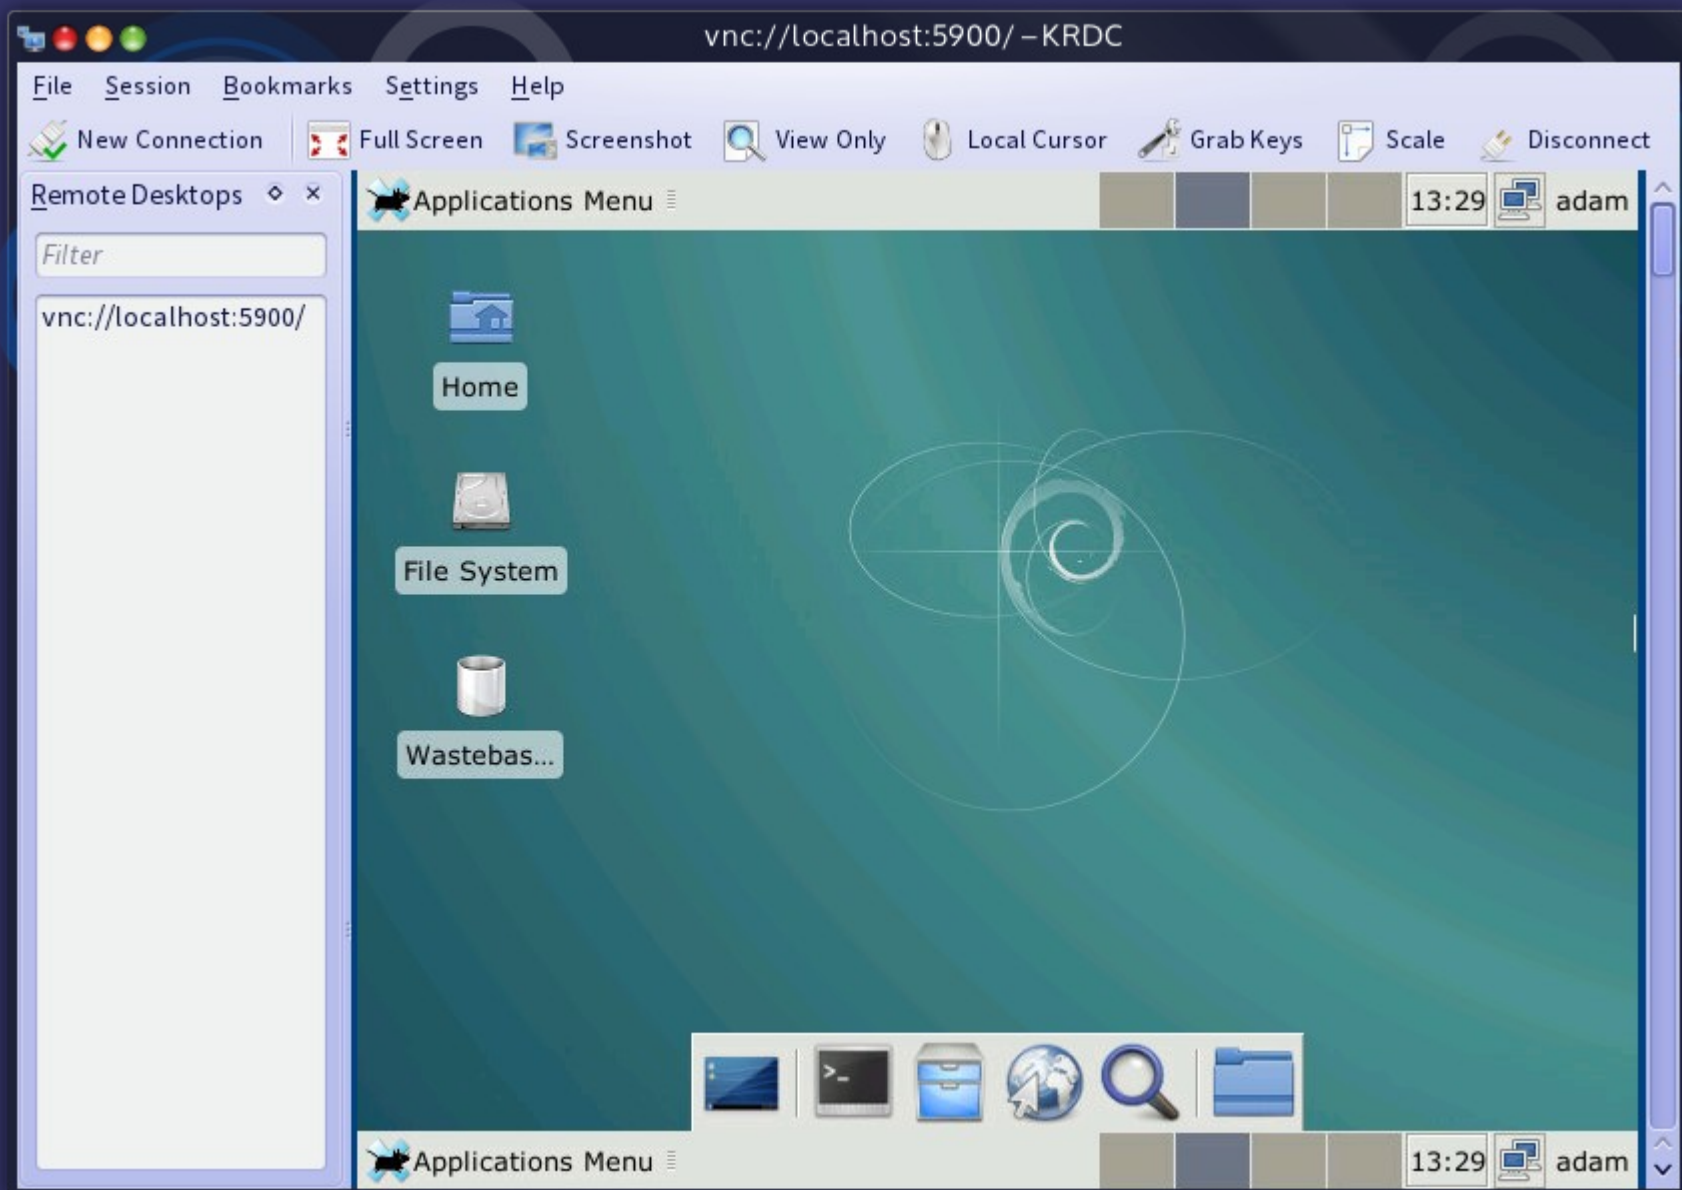 vnc://localhost:5900/ – KRDC
File Session Bookmarks Settings Help
New Connection Full Screen Screenshot View Only Local Cursor Grab Keys Scale Disconnect
Remote Desktops
Filter
vnc://localhost:5900/
Applications Menu 13:29 adam
Home
File System
Wastebas...
>_
Applications Menu 13:29 adam